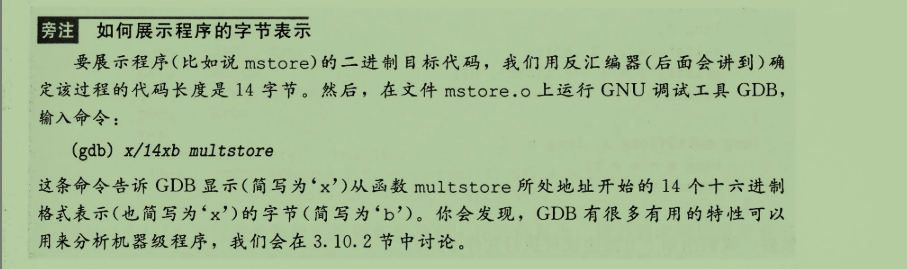 旁注 如何展示程序的字节表示
要展示程序(比如说 mstore)的二进制目标代码，我们用反汇编器(后面会讲到)确
定该过程的代码长度是 14 字节。然后，在文件 mstore.o 上运行 GNU 调试工具 GDB，
输入命令：
(gdb) x/14xb multstore
这条命令告诉 GDB 显示(简写为‘x’)从函数 multstore 所处地址开始的 14 个十六进制
格式表示(也简写为‘x’)的字节(简写为‘b’)。你会发现，GDB 有很多有用的特性可以
用来分析机器级程序，我们会在 3.10.2 节中讨论。